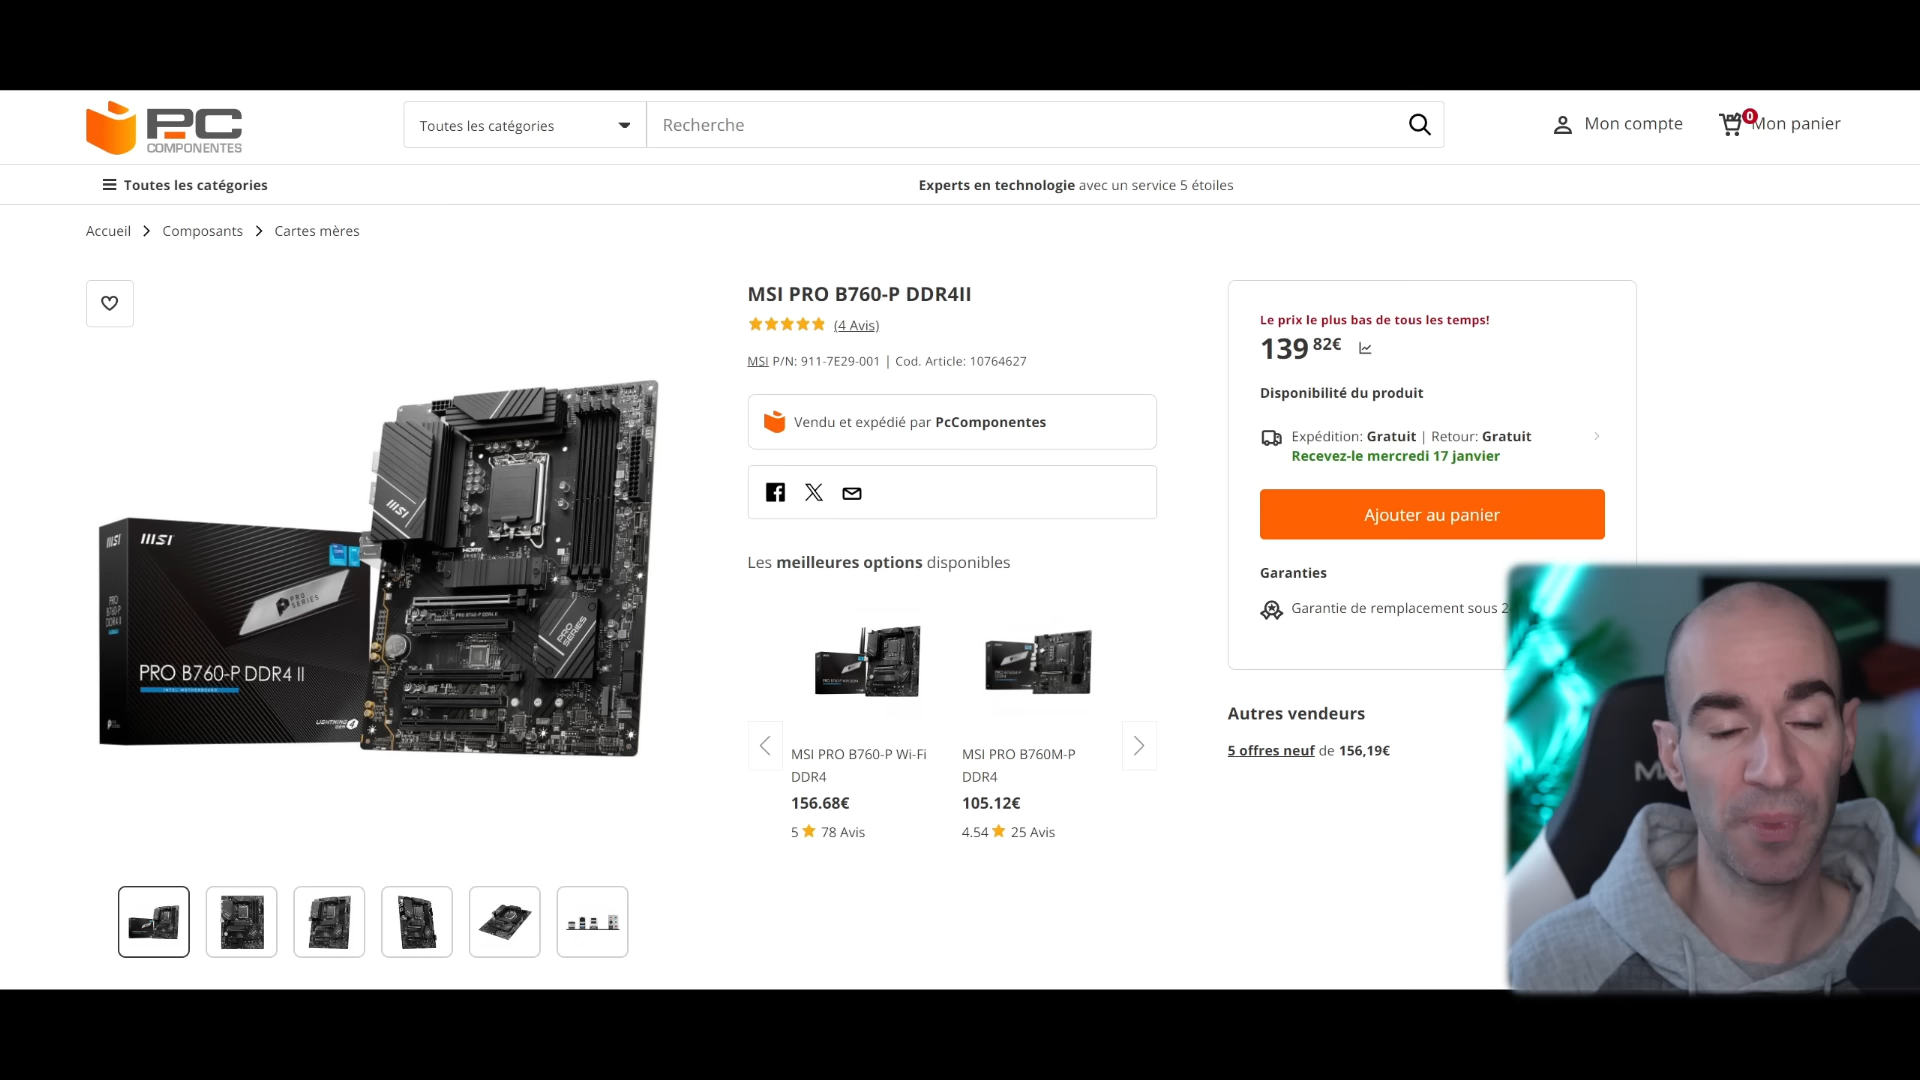 PC
COMPONENTES
Toutes les catégories
Recherche
Mon compte
0
Mon panier
Toutes les catégories
Experts en technologie avec un service 5 étoiles
Accueil
Composants
Cartes mères
MSI PRO B760-P DDR4II
(4 Avis)
MSI P/N: 911-7E29-001 | Cod. Article: 10764627
Vendu et expédié par PcComponentes
Les meilleures options disponibles
MSI PRO B760-P Wi-Fi
DDR4
156.68€
5 78 Avis
MSI PRO B760M-P
DDR4
105.12€
4.54 25 Avis
Le prix le plus bas de tous les temps!
139 82€
Disponibilité du produit
Expédition: Gratuit | Retour: Gratuit
Recevez-le mercredi 17 janvier
Ajouter au panier
Garanties
Garantie de remplacement sous 2
Autres vendeurs
5 offres neuf de 156,19€
MSI
MSI
MSI
PRO
SERIES
PRO B760-P DDR4 II
PRO
SERIES